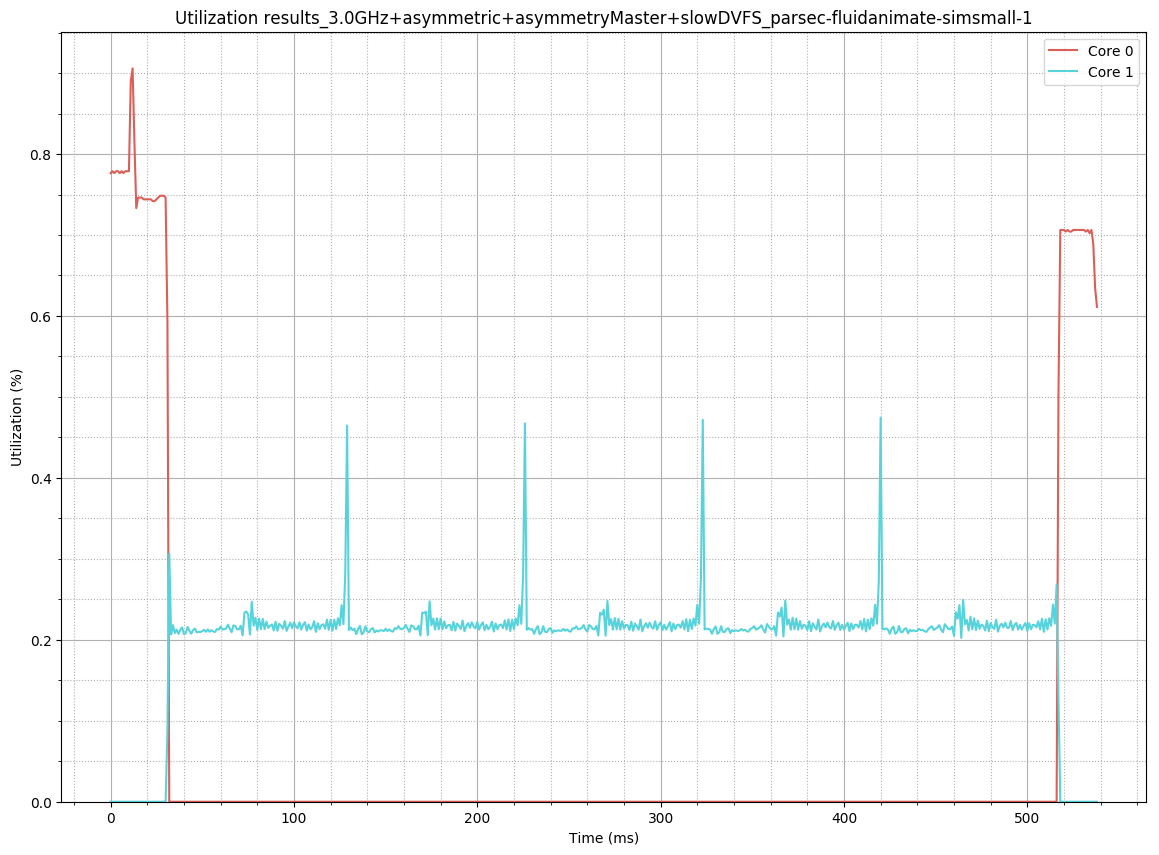 Utilization results_3.0GHz+asymmetric+asymmetryMaster+slowDVFS_parsec-fluidanimate-simsmall-1
Core 0
Core 1
Utilization (%)
0.8
0.6
0.4
0.2
0.0
0 100 200 300 400 500
Time (ms)